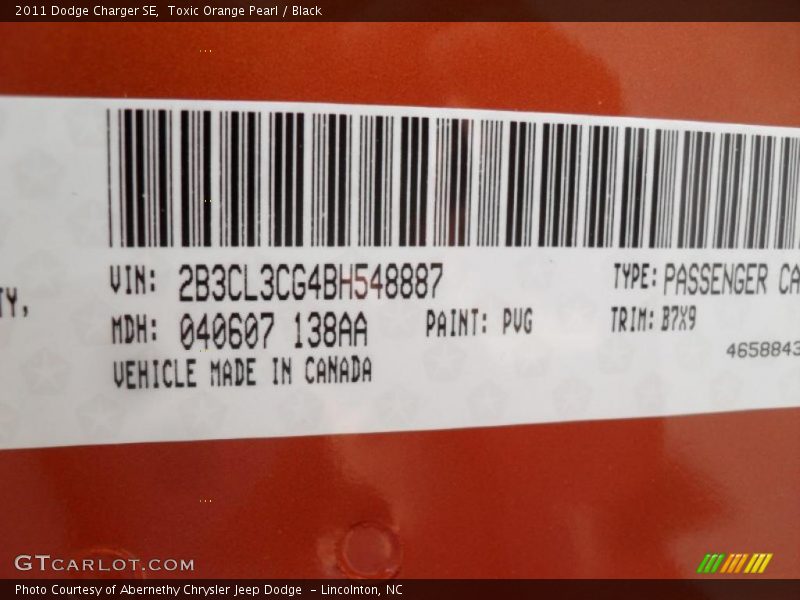 2011 Dodge Charger SE,  Toxic Orange Pearl / Black
TY,
VIN: 2B3CL3CG4BH548887
TYPE: PASSENGER CA
MDH: 040607 138AA
PAINT: PVG
TRIM: B7X9
VEHICLE MADE IN CANADA
4658843
GTCARLOT.COM
Photo Courtesy of Abernethy Chrysler Jeep Dodge  – Lincolnton, NC